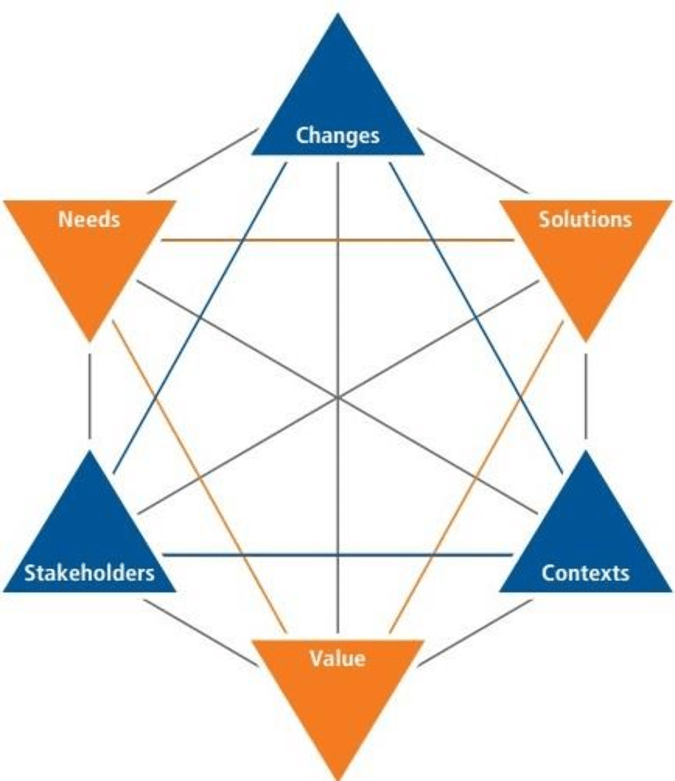 Changes
Needs
Solutions
Stakeholders
Contexts
Value